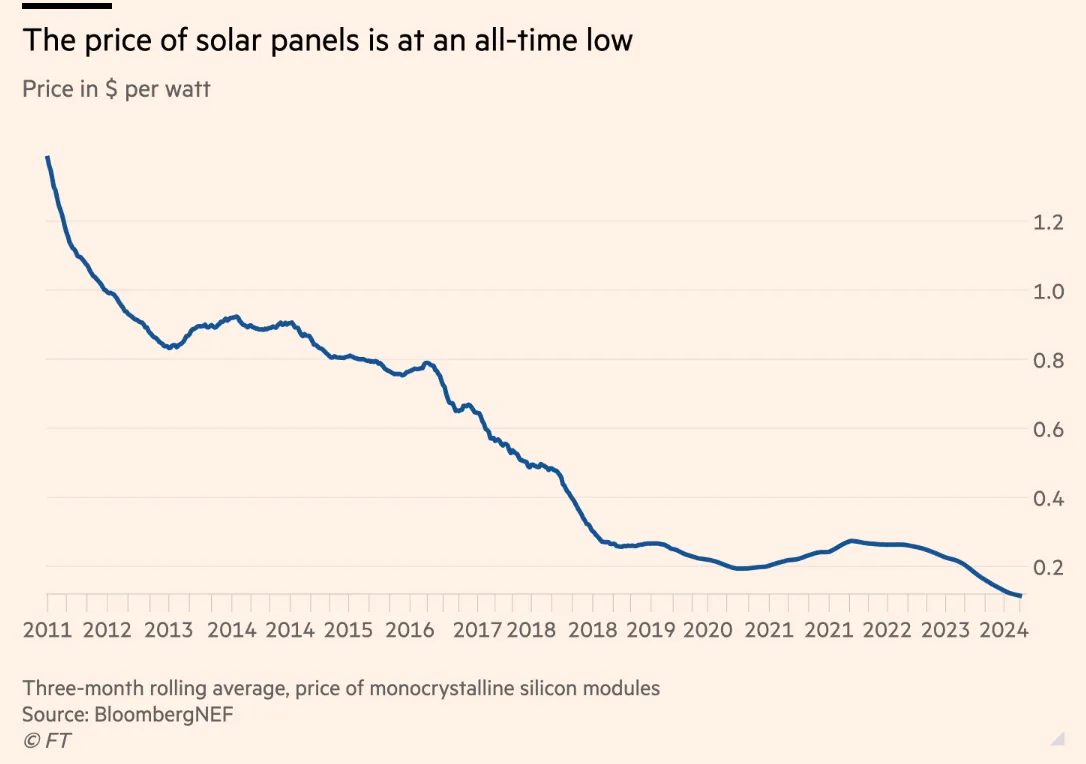 The price of solar panels is at an all-time low
Price in $ per watt
1.2
1.0
0.8
0.6
0.4
0.2
2011 2012 2013 2014 2014 2015 2016 2017 2018 2018 2019 2020 2021 2021 2022 2023 2024
Three-month rolling average, price of monocrystalline silicon modules
Source: BloombergNEF
© FT